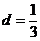 d = 1/3